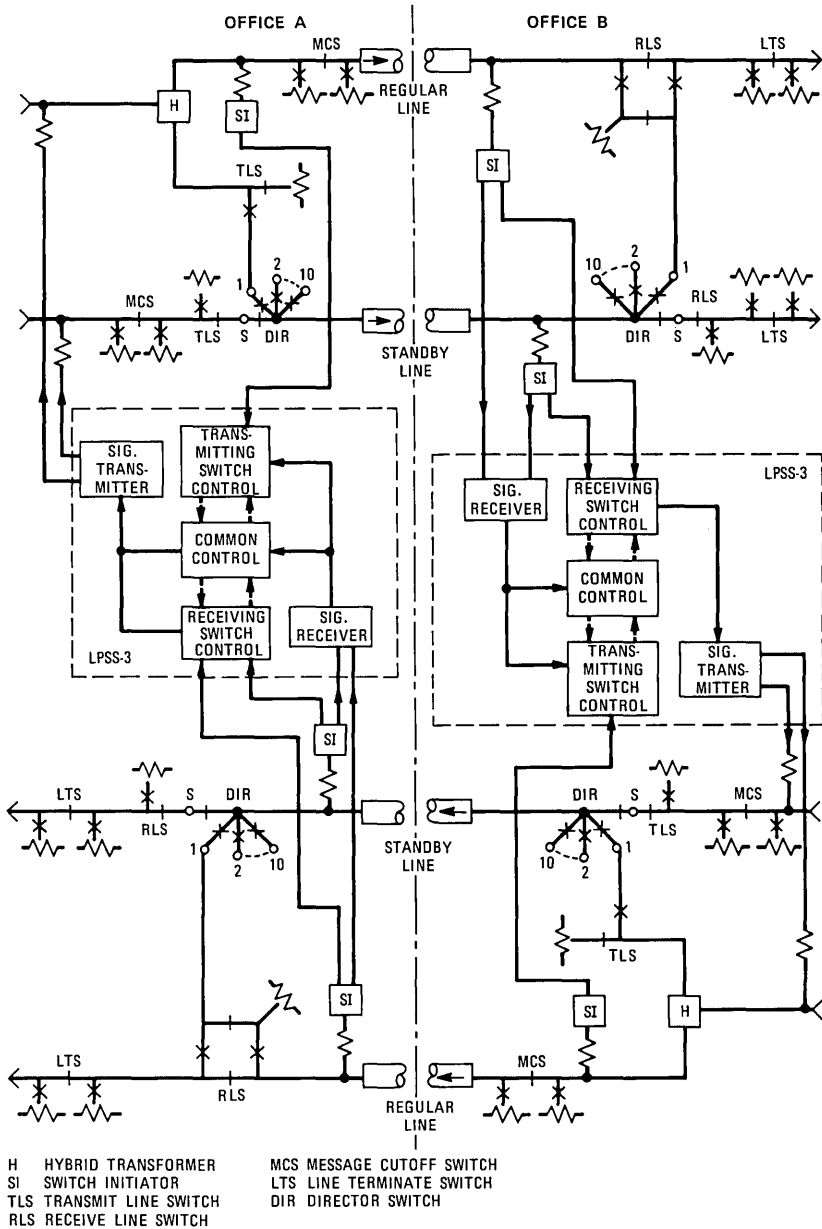 OFFICE A
OFFICE B
MCS
RLS
LTS
REGULAR
LINE
H
SI
SI
TLS
1
2
10
10
2
1
MCS
TLS
S
DIR
DIR
S
RLS
LTS
STANDBY
LINE
SI
SIG.
TRANS-
MITTER
TRANS-
MITTING
SWITCH
CONTROL
COMMON
CONTROL
RECEIVING
SWITCH
CONTROL
SIG.
RECEIVER
LPSS-3
LPSS-3
SIG.
RECEIVER
RECEIVING
SWITCH
CONTROL
COMMON
CONTROL
TRANS-
MITTING
SWITCH
CONTROL
SIG.
TRANS-
MITTER
SI
LTS
RLS
S
DIR
1
2
10
STANDBY
LINE
DIR
S
TLS
MCS
10
2
1
TLS
SI
SI
H
LTS
RLS
REGULAR
LINE
MCS
H HYBRID TRANSFORMER
SI SWITCH INITIATOR
TLS TRANSMIT LINE SWITCH
RLS RECEIVE LINE SWITCH
MCS MESSAGE CUTOFF SWITCH
LTS LINE TERMINATE SWITCH
DIR DIRECTOR SWITCH